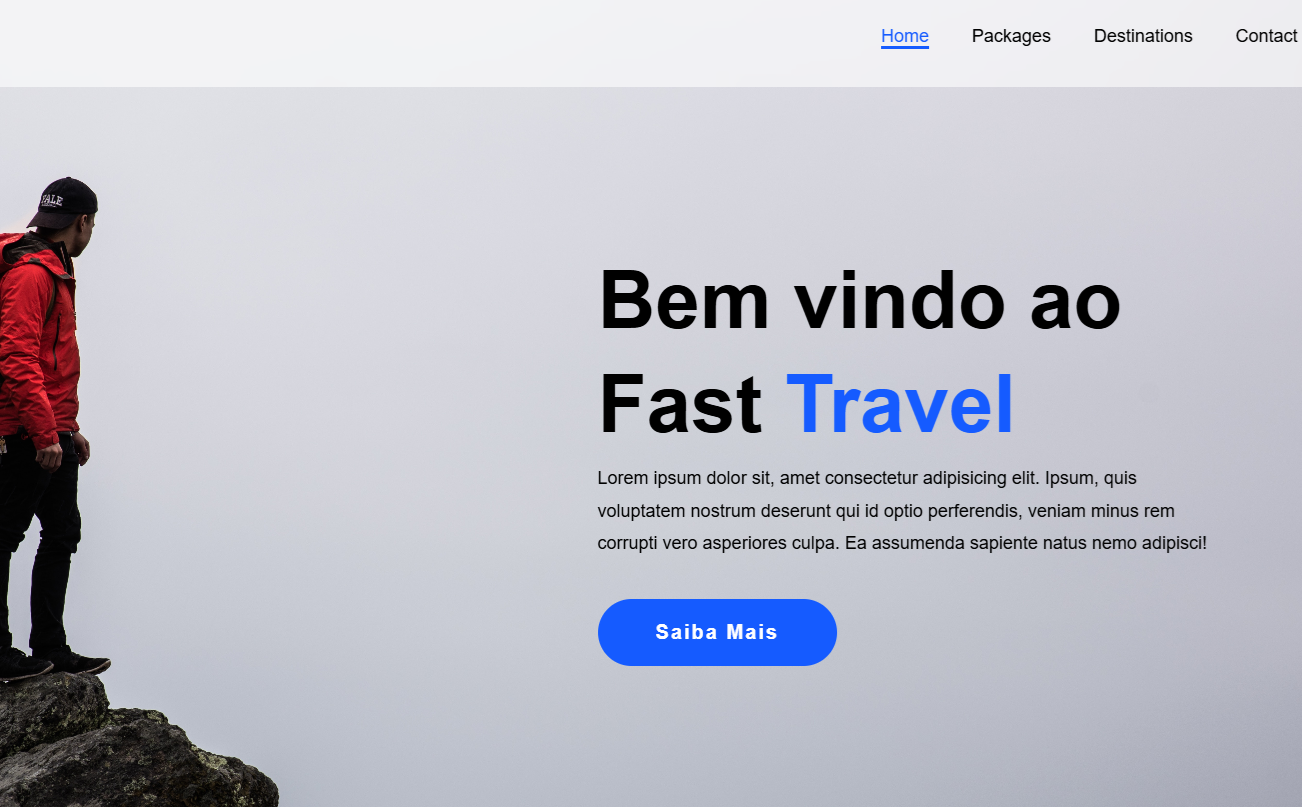 Home Packages Destinations Contact
YALE
Bem vindo ao
Fast Travel
Lorem ipsum dolor sit, amet consectetur adipisicing elit. Ipsum, quis
voluptatem nostrum deserunt qui id optio perferendis, veniam minus rem
corrupti vero asperiores culpa. Ea assumenda sapiente natus nemo adipisci!
Saiba Mais